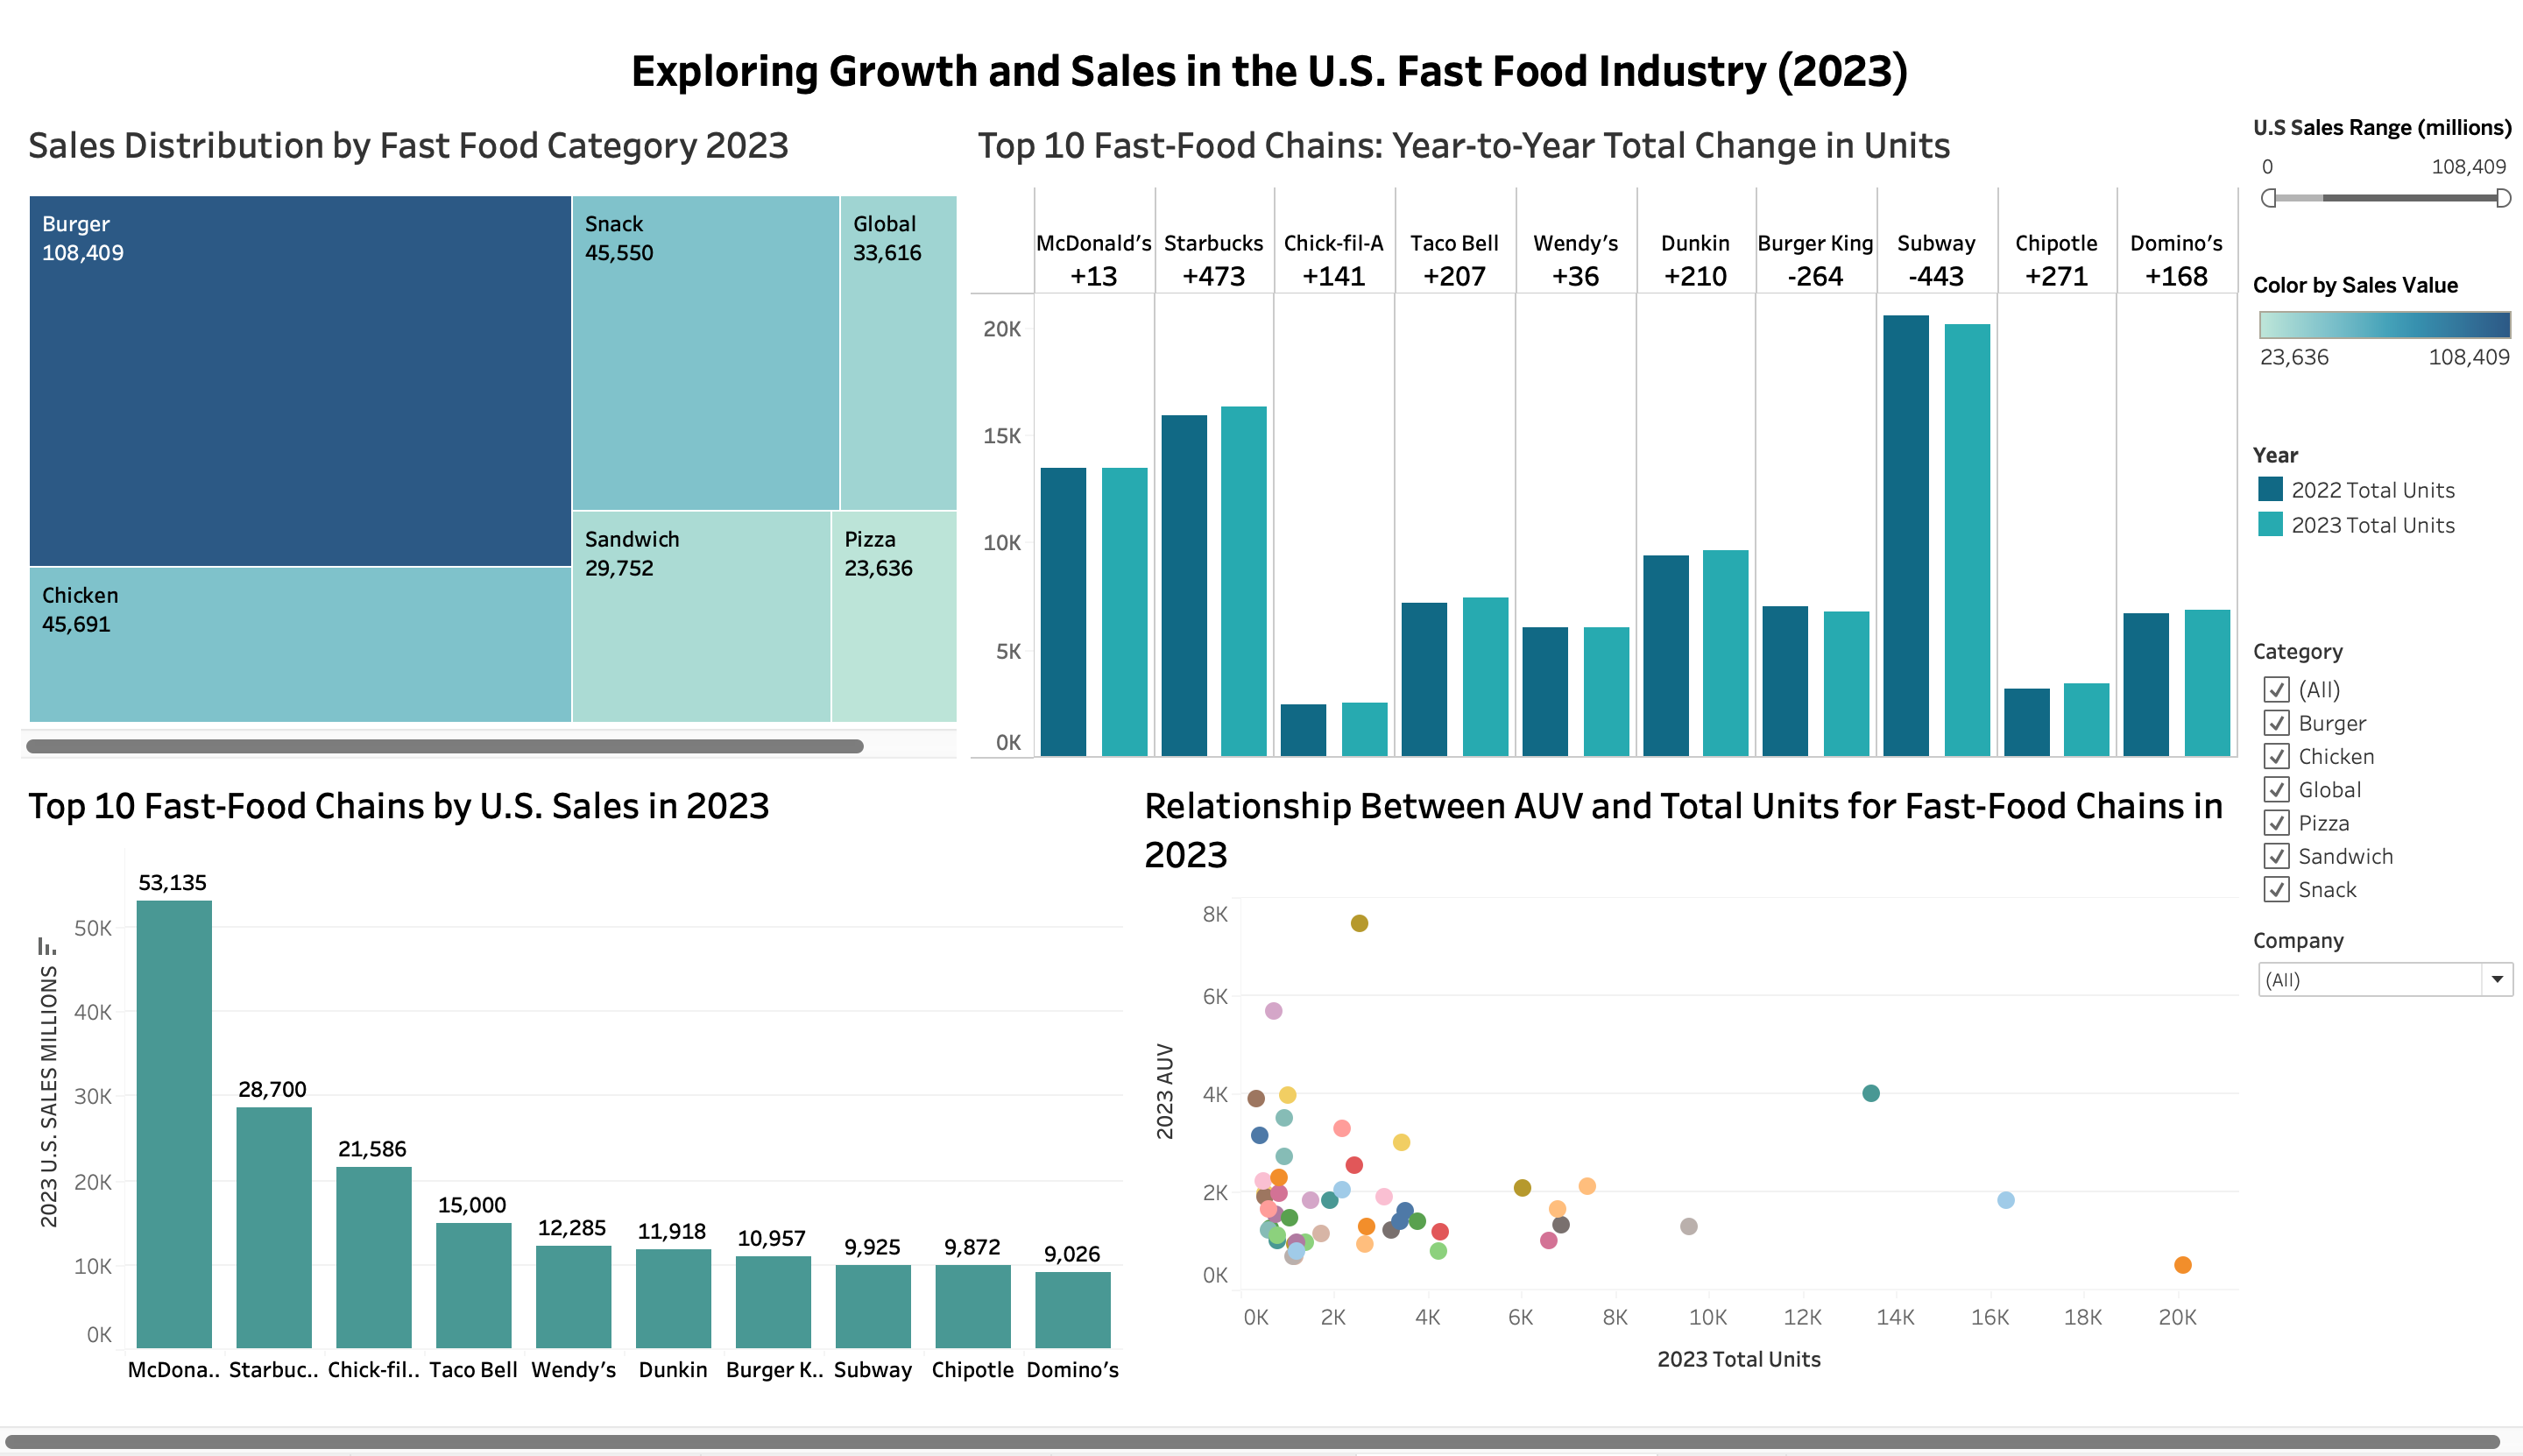 Exploring Growth and Sales in the U.S. Fast Food Industry (2023)
Sales Distribution by Fast Food Category 2023
Burger
108,409
Snack
45,550
Global
33,616
Chicken
45,691
Sandwich
29,752
Pizza
23,636
Top 10 Fast-Food Chains: Year-to-Year Total Change in Units
McDonald’s Starbucks Chick-fil-A Taco Bell Wendy’s Dunkin Burger King Subway Chipotle Domino’s
+13 +473 +141 +207 +36 +210 -264 -443 +271 +168
20K
15K
10K
5K
0K
U.S Sales Range (millions)
0 108,409
Color by Sales Value
23,636 108,409
Year
2022 Total Units
2023 Total Units
Category
(All)
Burger
Chicken
Global
Pizza
Sandwich
Snack
Company
(All)
Top 10 Fast-Food Chains by U.S. Sales in 2023
2023 U.S. SALES MILLIONS
50K
40K
30K
20K
10K
0K
53,135
28,700
21,586
15,000
12,285
11,918
10,957
9,925
9,872
9,026
McDona.. Starbuc.. Chick-fil.. Taco Bell Wendy’s Dunkin Burger K.. Subway Chipotle Domino’s
Relationship Between AUV and Total Units for Fast-Food Chains in
2023
2023 AUV
8K
6K
4K
2K
0K
0K 2K 4K 6K 8K 10K 12K 14K 16K 18K 20K
2023 Total Units